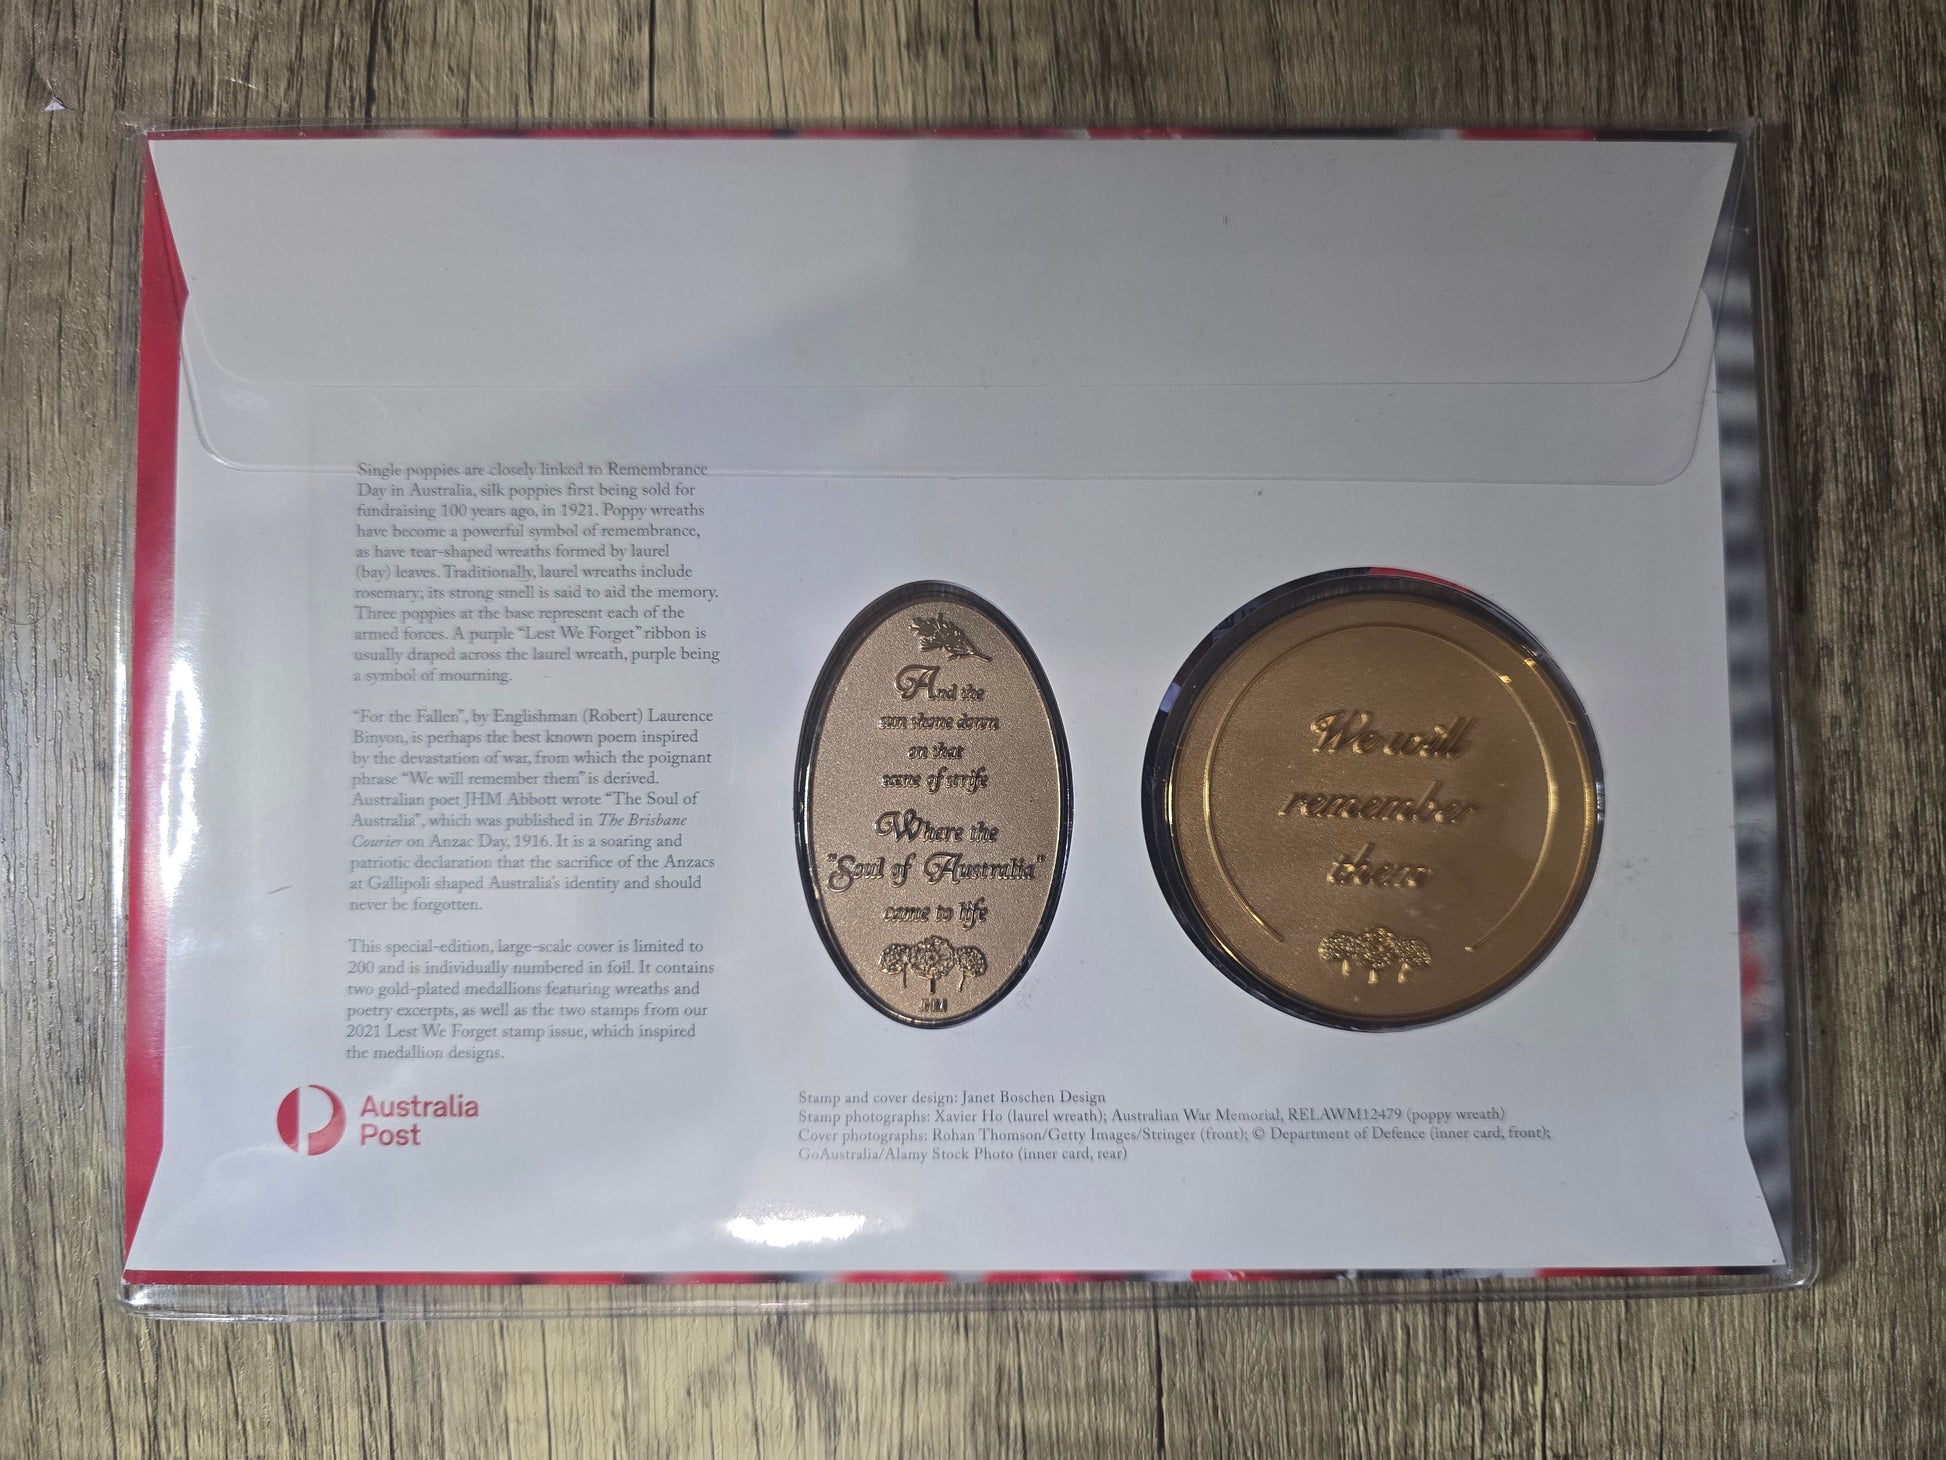 Single poppies are closely linked to Remembrance
Day in Australia, silk poppies first being sold for
fundraising 100 years ago, in 1921. Poppy wreaths
have become a powerful symbol of remembrance,
as have tear-shaped wreaths formed by laurel
(bay) leaves. Traditionally, laurel wreaths include
rosemary; its strong smell is said to aid the memory.
Three poppies at the base represent each of the
armed forces. A purple “Lest We Forget” ribbon is
usually draped across the laurel wreath, purple being
a symbol of mourning.
“For the Fallen”, by Englishman (Robert) Laurence
Binyon, is perhaps the best known poem inspired
by the devastation of war, from which the poignant
phrase “We will remember them” is derived.
Australian poet JHM Abbott wrote “The Soul of
Australia”, which was published in The Brisbane
Courier on Anzac Day, 1916. It is a soaring and
patriotic declaration that the sacrifice of the Anzacs
at Gallipoli shaped Australia’s identity and should
never be forgotten.
This special-edition, large-scale cover is limited to
200 and is individually numbered in foil. It contains
two gold-plated medallions featuring wreaths and
poetry excerpts, as well as the two stamps from our
2021 Lest We Forget stamp issue, which inspired
the medallion designs.
Australia
Post
And the
sun shone down
on that
scene of strife
Where the
"Soul of Australia"
came to life
We will
remember
them
Stamp and cover design: Janet Boschen Design
Stamp photographs: Xavier Ho (laurel wreath); Australian War Memorial, RELAWM12479 (poppy wreath)
Cover photographs: Rohan Thomson/Getty Images/Stringer (front); © Department of Defence (inner card, front);
GoAustralia/Alamy Stock Photo (inner card, rear)